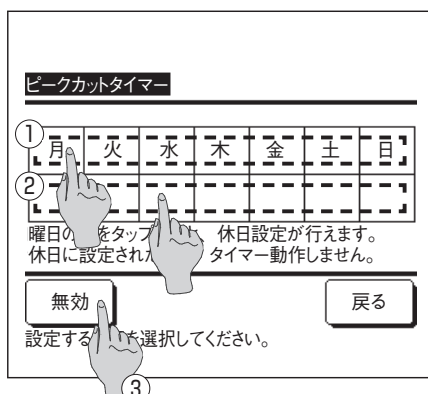 ピークカットタイマー
①
月 火 水 木 金 土 日
②
曜日の をタップ 、休日設定が行えます。
休日に設定された タイマー動作しません。
無効 戻る
設定する を選択してください。
③